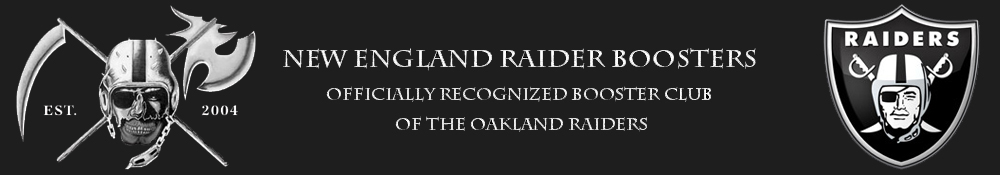 EST. 2004
NEW ENGLAND RAIDER BOOSTERS
OFFICIALLY RECOGNIZED BOOSTER CLUB
OF THE OAKLAND RAIDERS
RAIDERS